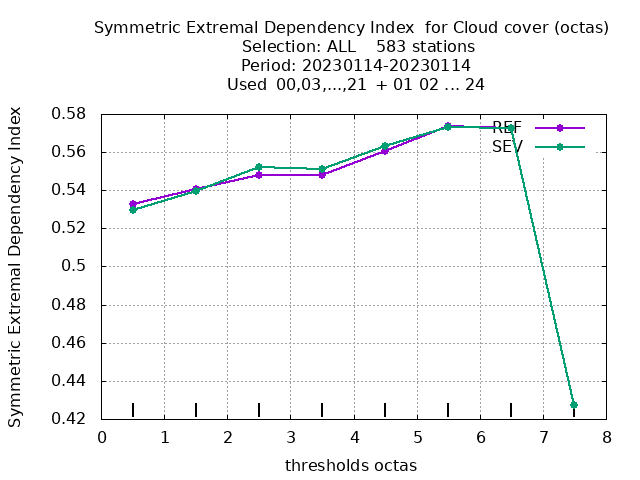 Symmetric Extremal Dependency Index  for Cloud cover (octas)
Selection: ALL    583 stations
Period: 20230114-20230114
Used  00,03,...,21  + 01 02 ... 24
Symmetric Extremal Dependency Index
0.58
0.56
0.54
0.52
0.5
0.48
0.46
0.44
0.42
REF
SEV
0 1 2 3 4 5 6 7 8
thresholds octas